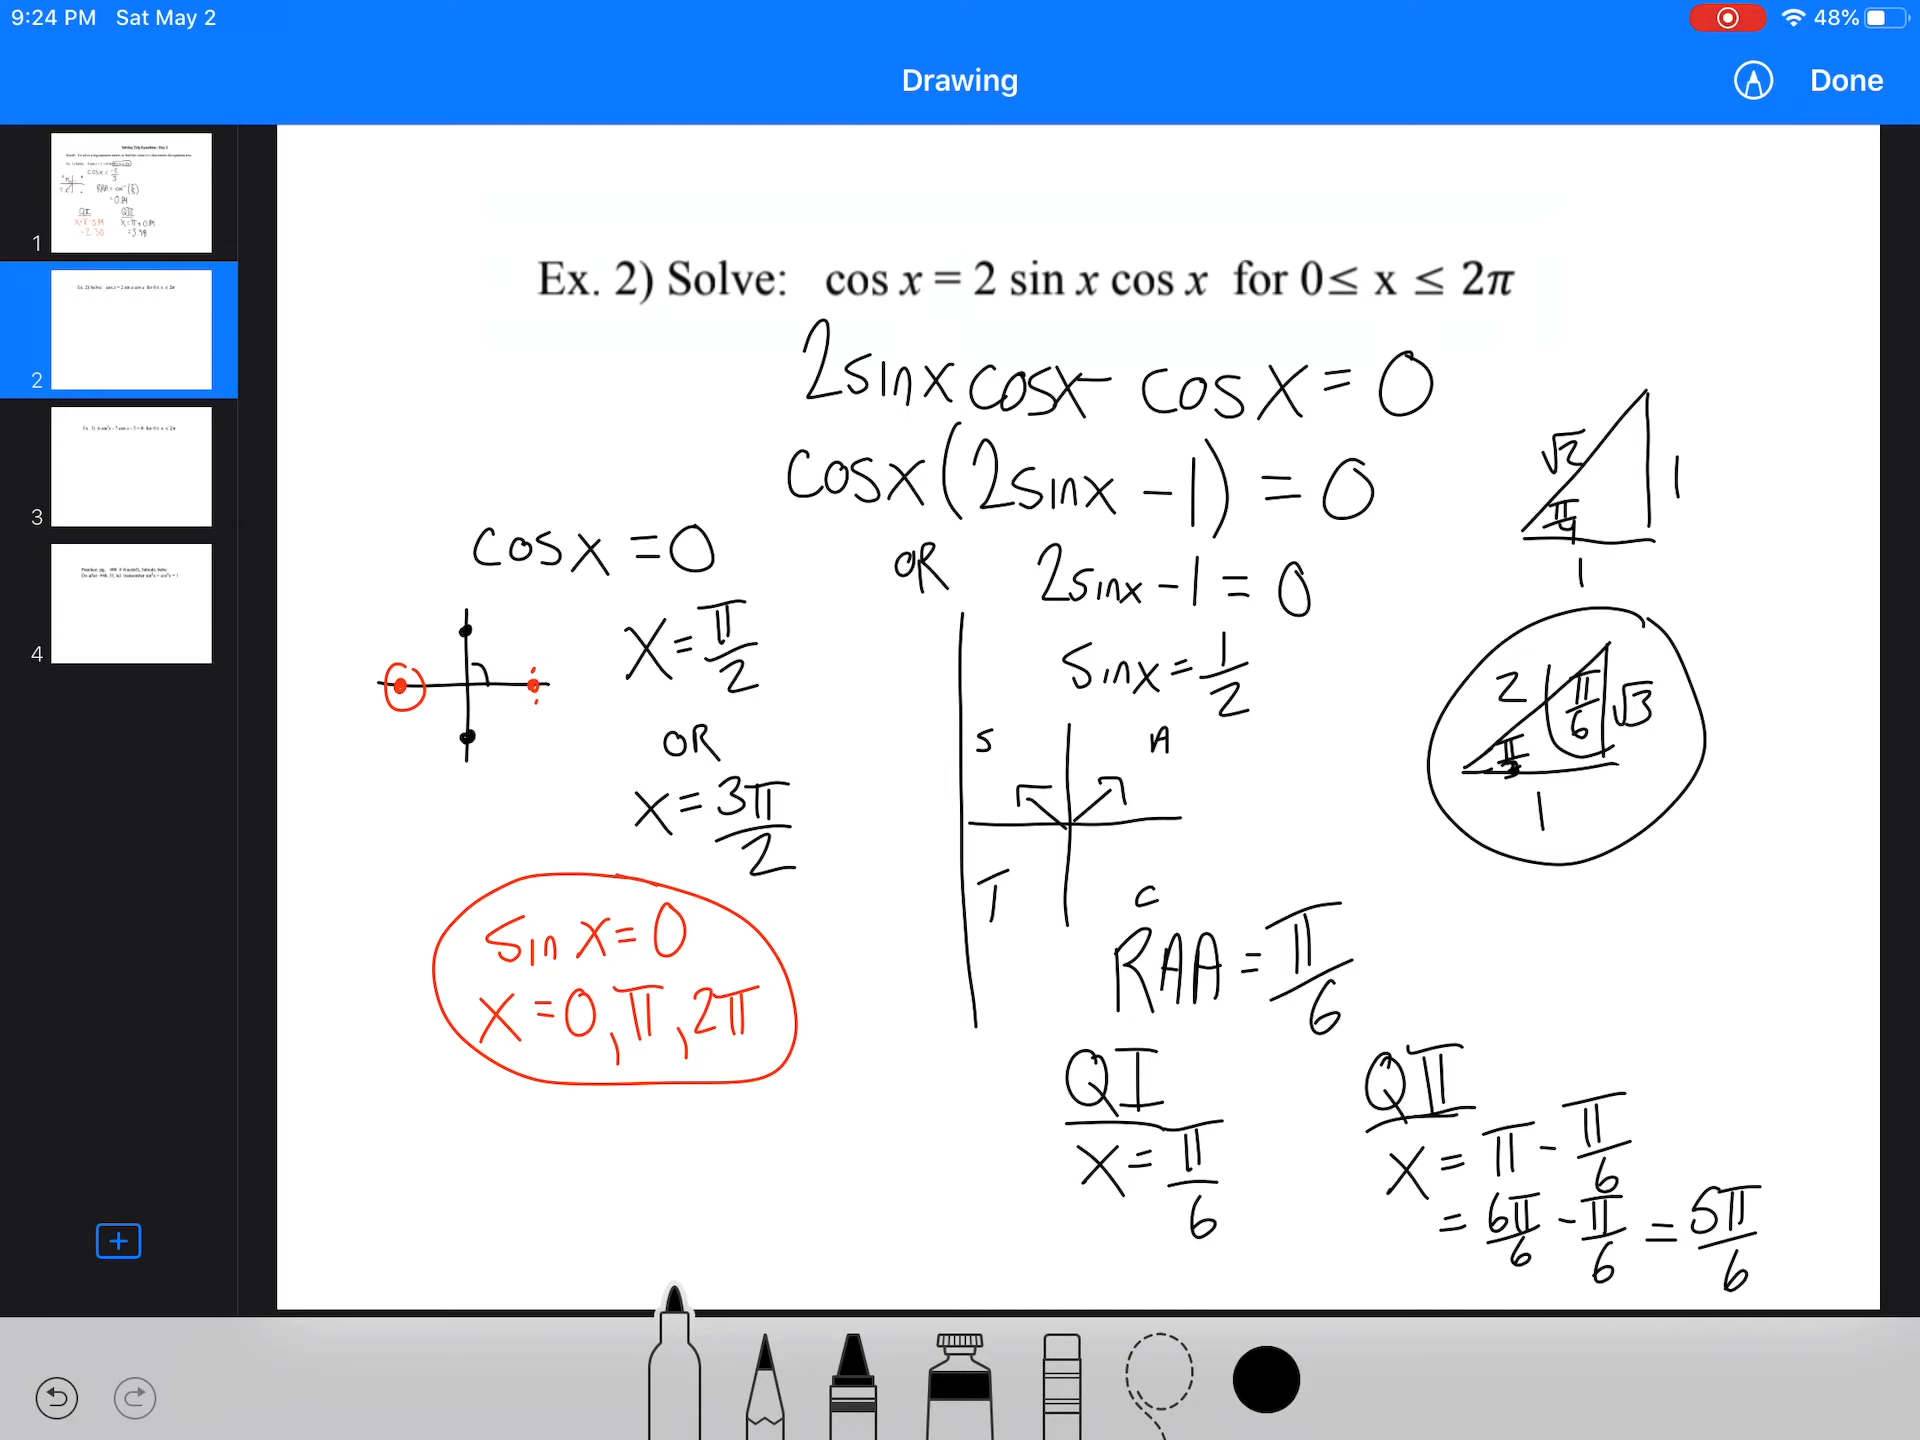 9:24 PM Sat May 2
48%
Drawing
Done
1
2
3
4
Ex. 2) Solve: cos x = 2 sin x cos x for 0≤ x ≤ 2π
2sinx cosx - cosx = 0
cosx(2sinx - 1) = 0
cosx = 0
OR
2sinx - 1 = 0
x = π/2
OR
x = 3π/2
sinx = 1/2
S A
T C
sin x = 0
x = 0, π, 2π
RAA = π/6
QI
x = π/6
QII
x = π - π/6
= 6π/6 - π/6 = 5π/6
√2
1
π/4
1
2
π/6
√3
π/3
1